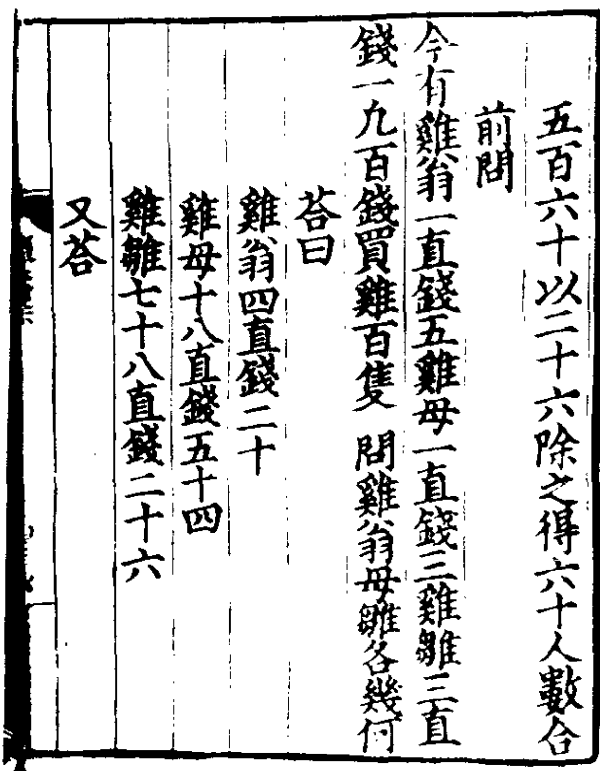 五百六十以二十六除之得六十人數合
前問
今有雞翁一直錢五雞母一直錢三雞雛三直
錢一凢百錢買雞百隻 問雞翁母雛各幾何
荅曰
雞翁四直錢二十
雞母十八直錢五十四
雞雛七十八直錢二十六
又荅